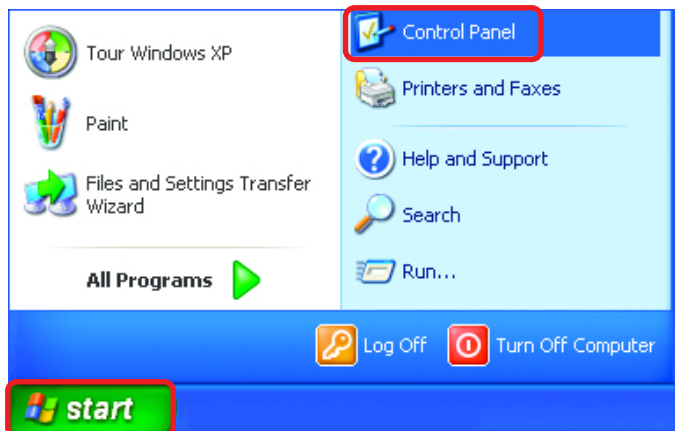 Tour Windows XP
Paint
Files and Settings Transfer
Wizard
All Programs
Control Panel
Printers and Faxes
Help and Support
Search
Run...
Log Off
Turn Off Computer
start